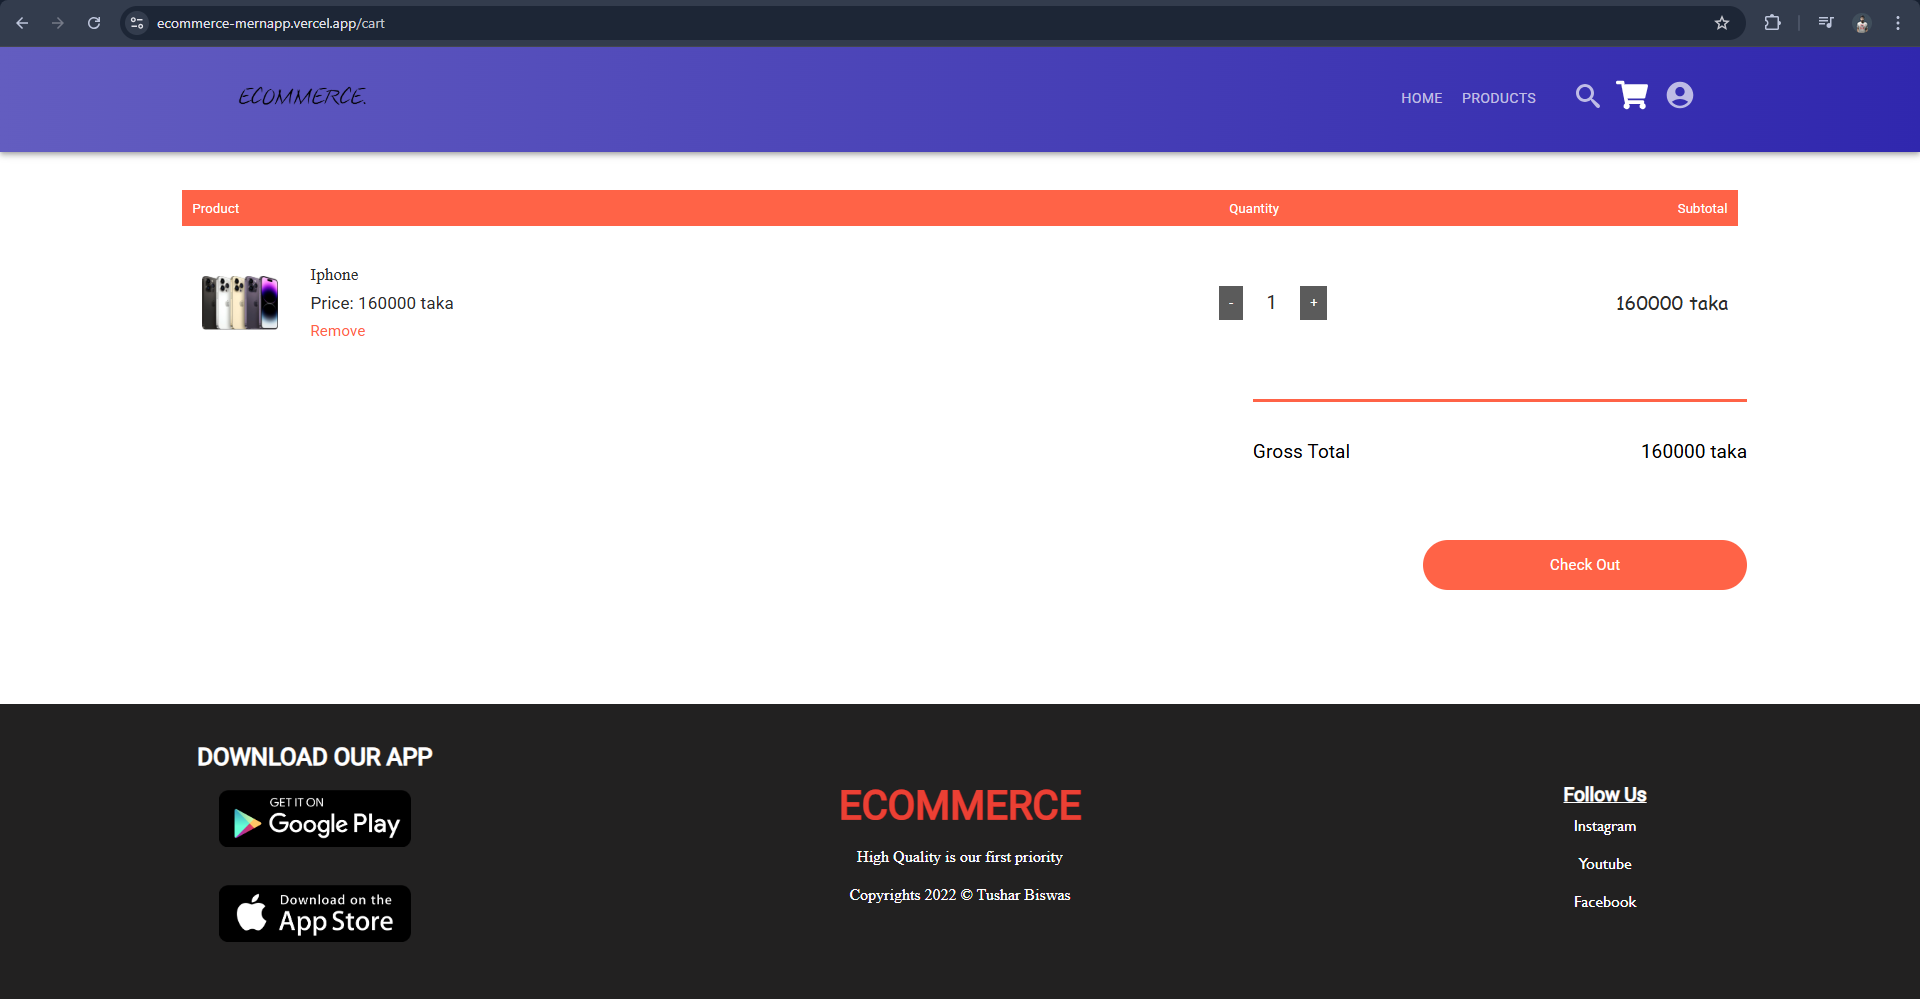 ecommerce-mernapp.vercel.app/cart
ECOMMERCE.
HOME PRODUCTS
Product Quantity Subtotal
Iphone
Price: 160000 taka
Remove
- 1 +
160000 taka
Gross Total 160000 taka
Check Out
DOWNLOAD OUR APP
GET IT ON
Google Play
Download on the
App Store
ECOMMERCE
High Quality is our first priority
Copyrights 2022 © Tushar Biswas
Follow Us
Instagram
Youtube
Facebook